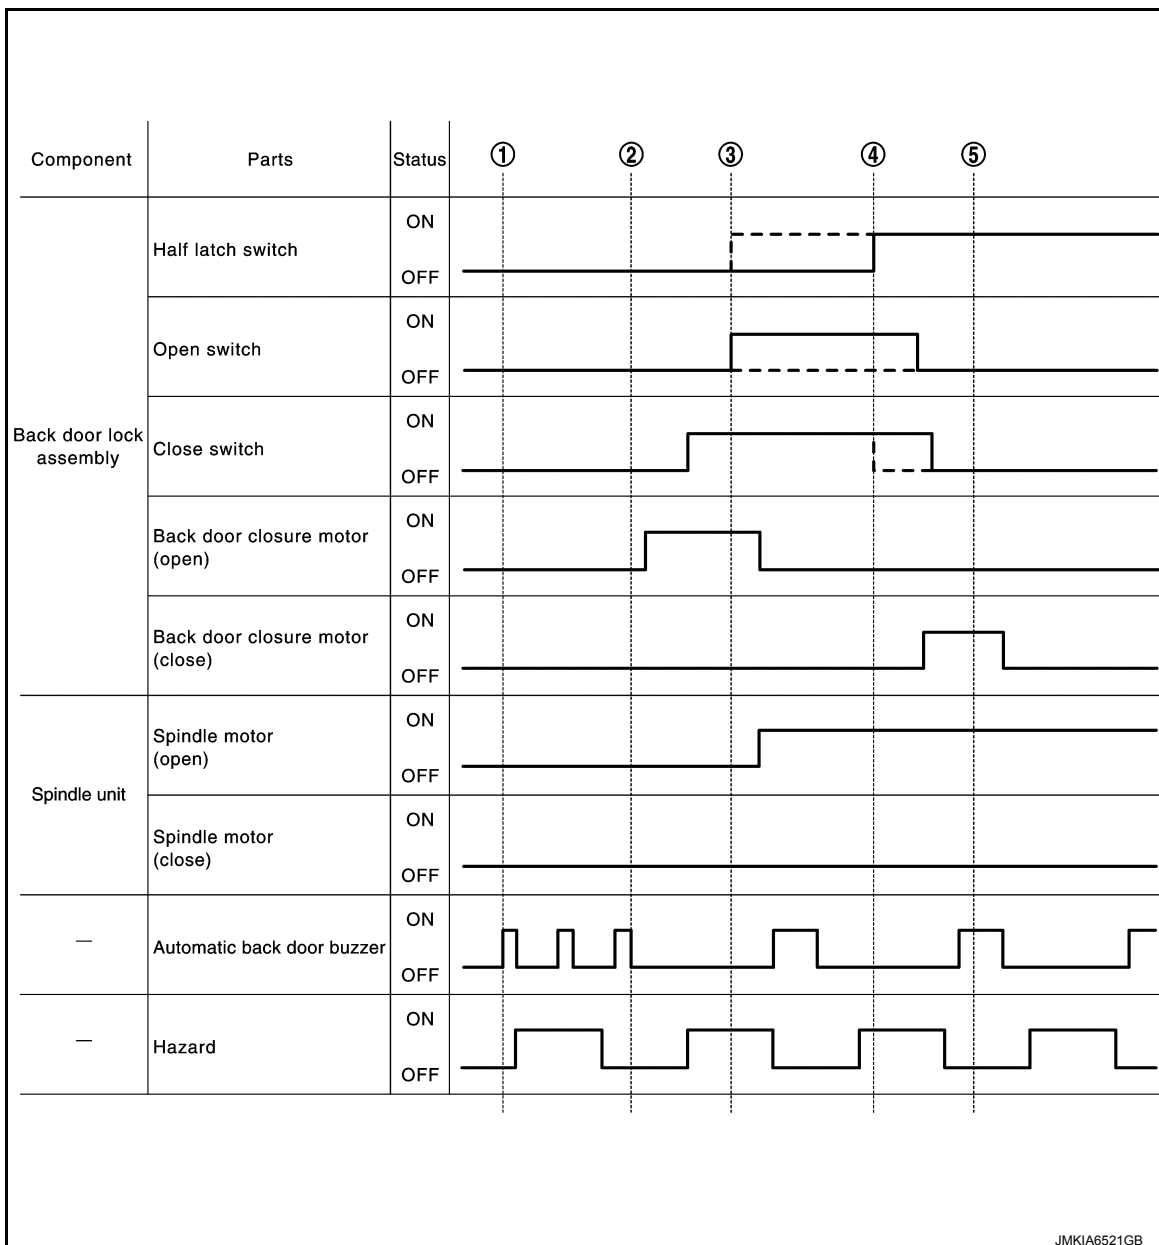 Component Parts Status ① ② ③ ④ ⑤
Back door lock
assembly
Half latch switch
ON
OFF
Open switch
ON
OFF
Close switch
ON
OFF
Back door closure motor
(open)
ON
OFF
Back door closure motor
(close)
ON
OFF
Spindle unit
Spindle motor
(open)
ON
OFF
Spindle motor
(close)
ON
OFF
—
Automatic back door buzzer
ON
OFF
—
Hazard
ON
OFF
JMKIA6521GB